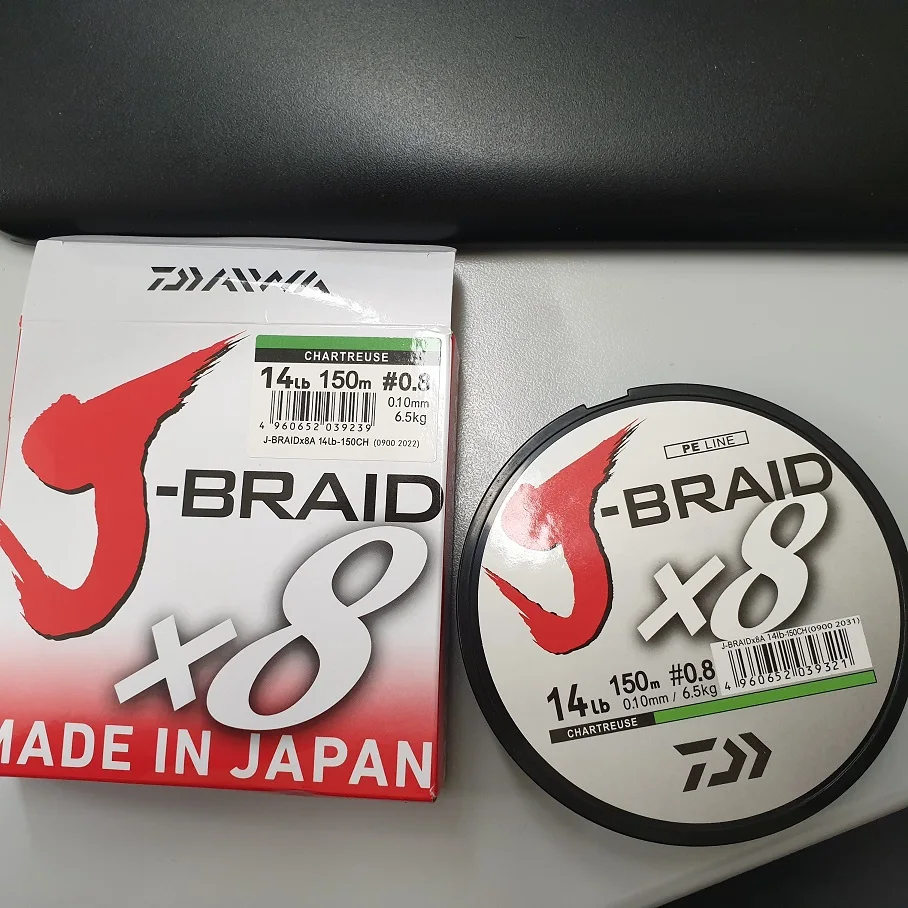 DAIWA
CHARTREUSE
14lb 150m #0.8
0.10mm
6.5kg
4 960652 039239
J-BRAIDx8A 14lb-150CH (0900 2022)
J-BRAID
x8
MADE IN JAPAN
PE LINE
J-BRAID
x8
J-BRAIDx8A 14lb-150CH(0900 2031)
4 960652 039321
14lb 150m #0.8
0.10mm / 6.5kg
CHARTREUSE